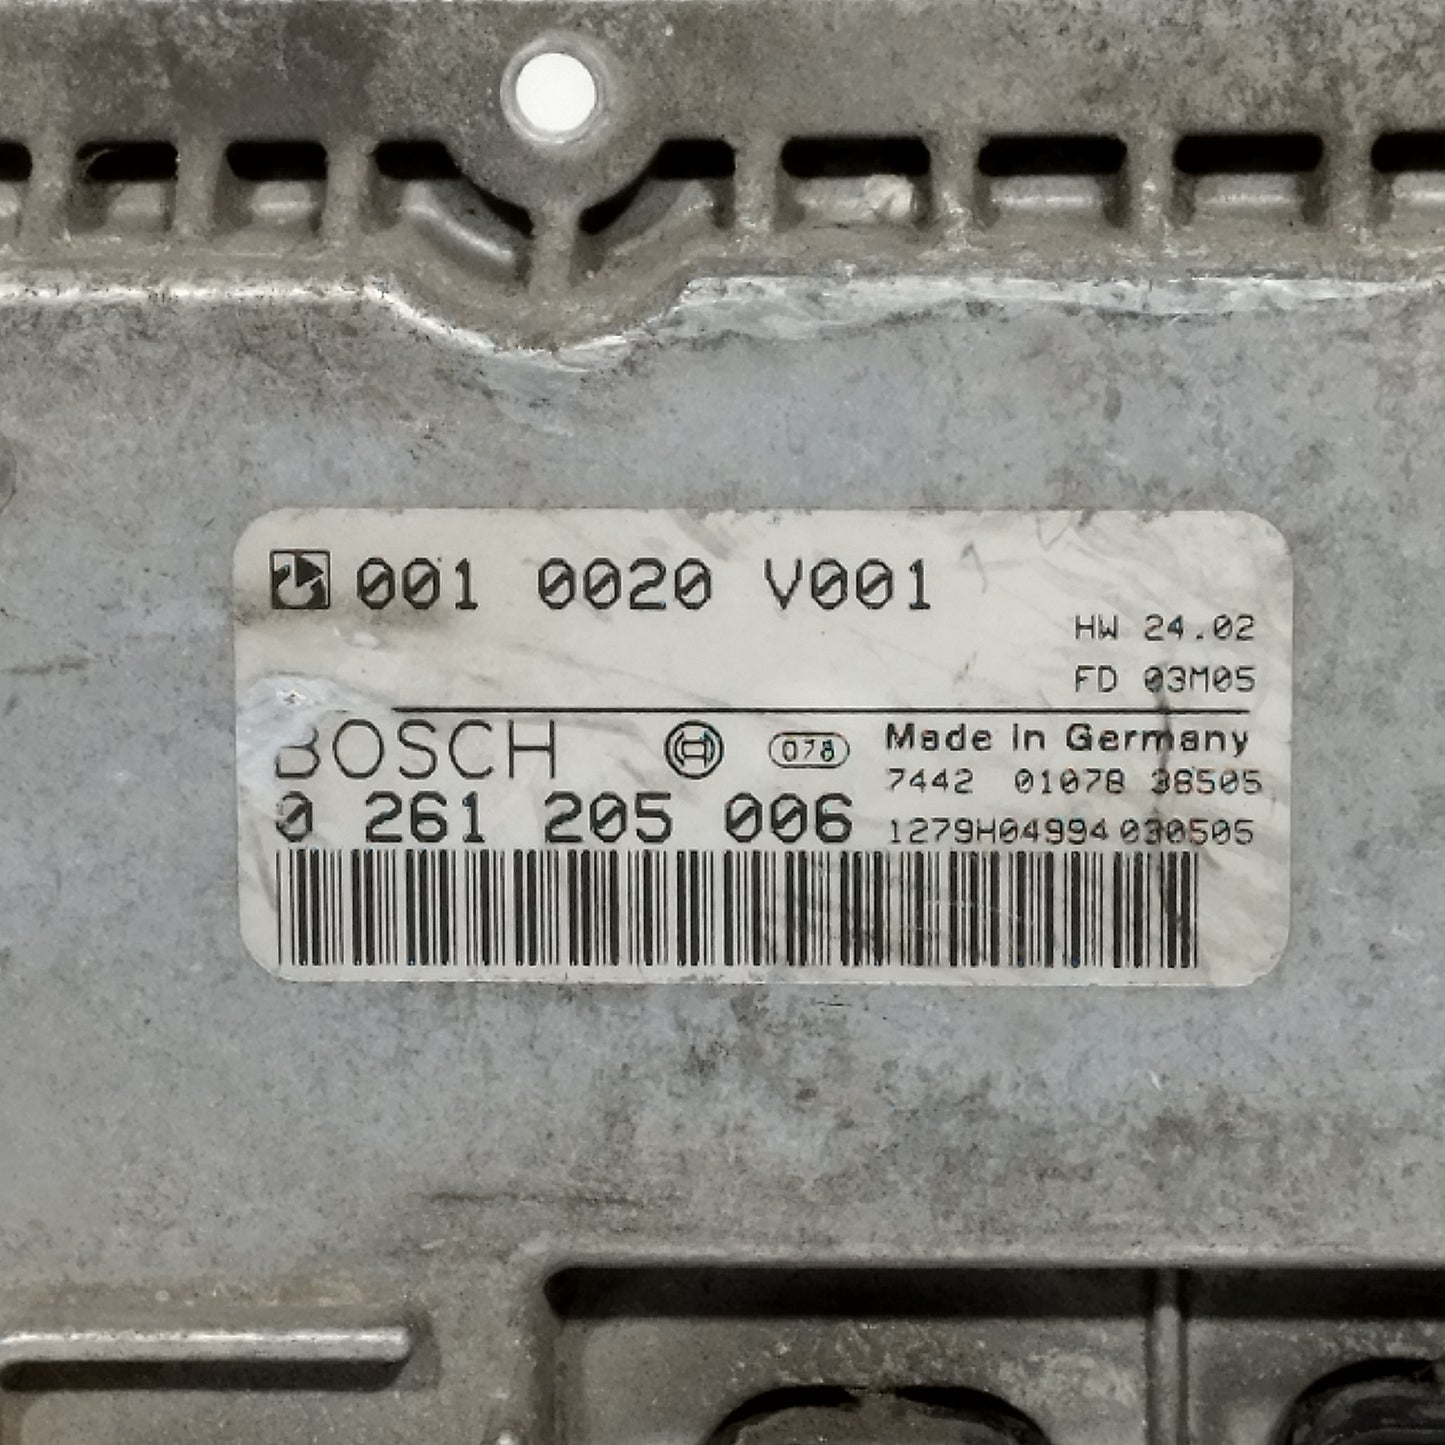 001 0020 V001
HW 24.02
FD 03M05
BOSCH 078 Made in Germany
7442 01078 38505
0 261 205 006 1279H04994 030505